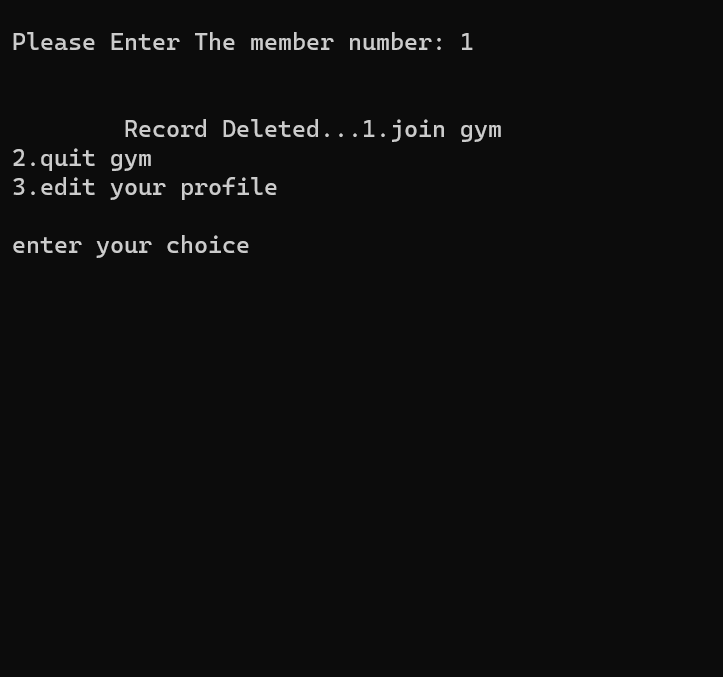 Please Enter The member number: 1
Record Deleted...1.join gym
2.quit gym
3.edit your profile
enter your choice